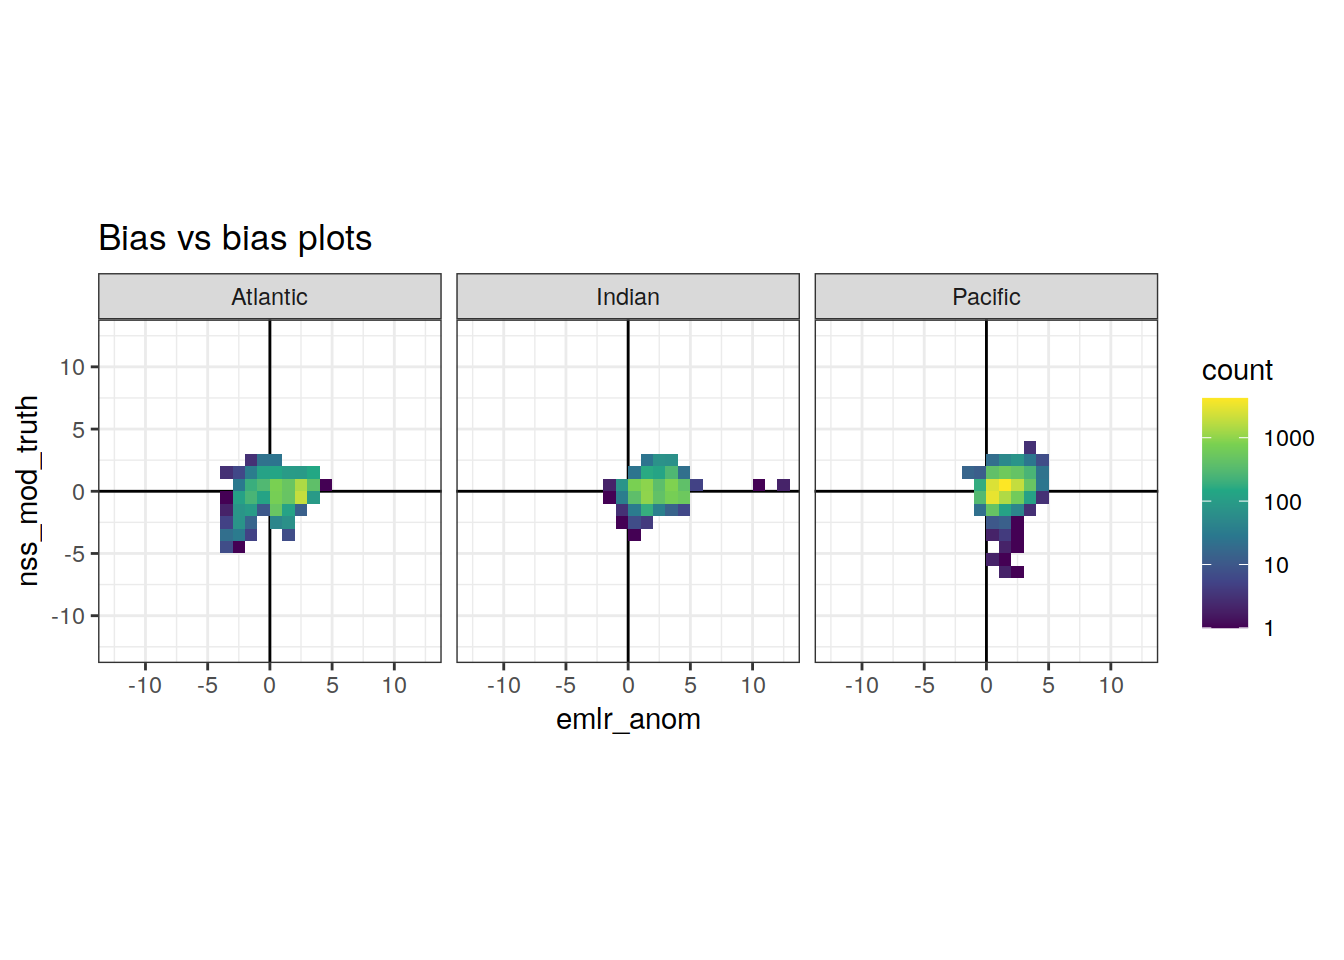 Bias vs bias plots
Atlantic
Indian
Pacific
nss_mod_truth
10
5
0
-5
-10
-10 -5 0 5 10
-10 -5 0 5 10
-10 -5 0 5 10
emlr_anom
count
1000
100
10
1